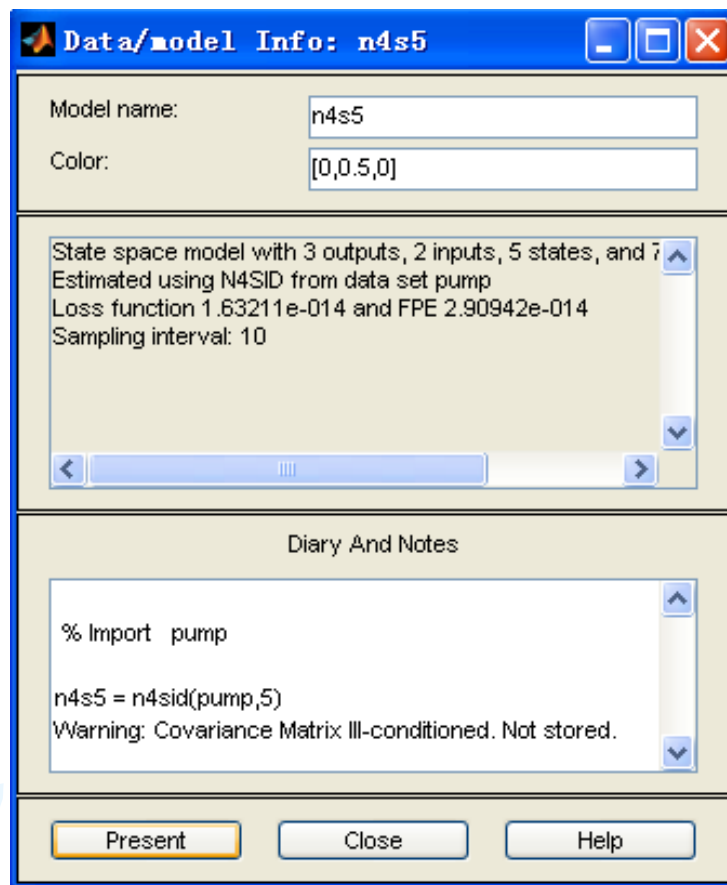 Data/model Info: n4s5
Model name:
n4s5
Color:
[0,0.5,0]
State space model with 3 outputs, 2 inputs, 5 states, and 7
Estimated using N4SID from data set pump
Loss function 1.63211e-014 and FPE 2.90942e-014
Sampling interval: 10
Diary And Notes
% Import pump
n4s5 = n4sid(pump,5)
Warning: Covariance Matrix Ill-conditioned. Not stored.
Present
Close
Help